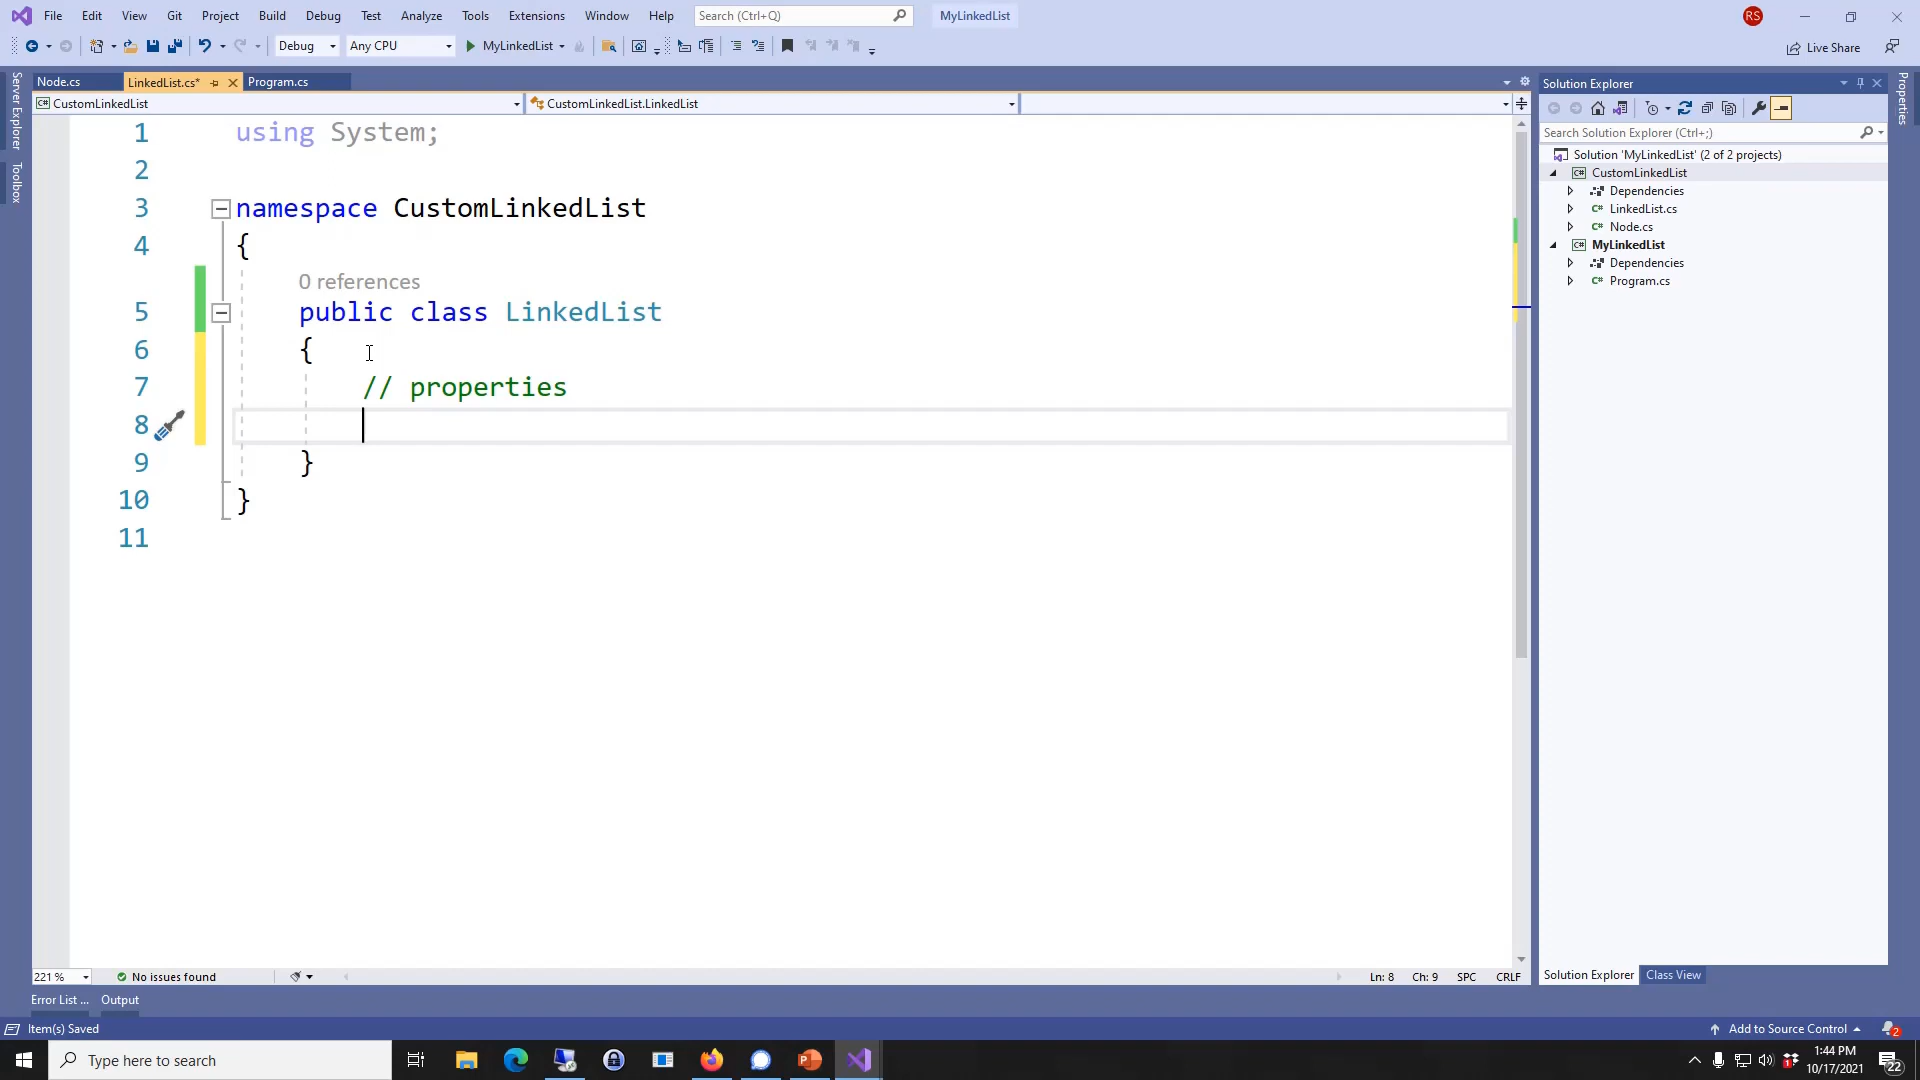 File Edit View Git Project Build Debug Test Analyze Tools Extensions Window Help Search (Ctrl+Q) MyLinkedList RS
Debug Any CPU MyLinkedList Live Share
Server Explorer
Toolbox
Node.cs LinkedList.cs* Program.cs
C# CustomLinkedList CustomLinkedList.LinkedList
1 using System;
2
3 namespace CustomLinkedList
4 {
0 references
5 public class LinkedList
6 {
7 // properties
8
9 }
10 }
11
221 % No issues found Ln: 8 Ch: 9 SPC CRLF
Solution Explorer
Search Solution Explorer (Ctrl+;)
Solution 'MyLinkedList' (2 of 2 projects)
C# CustomLinkedList
Dependencies
C# LinkedList.cs
C# Node.cs
C# MyLinkedList
Dependencies
C# Program.cs
Solution Explorer Class View
Properties
Error List ... Output
Item(s) Saved Add to Source Control 2
Type here to search
1:44 PM
10/17/2021
22